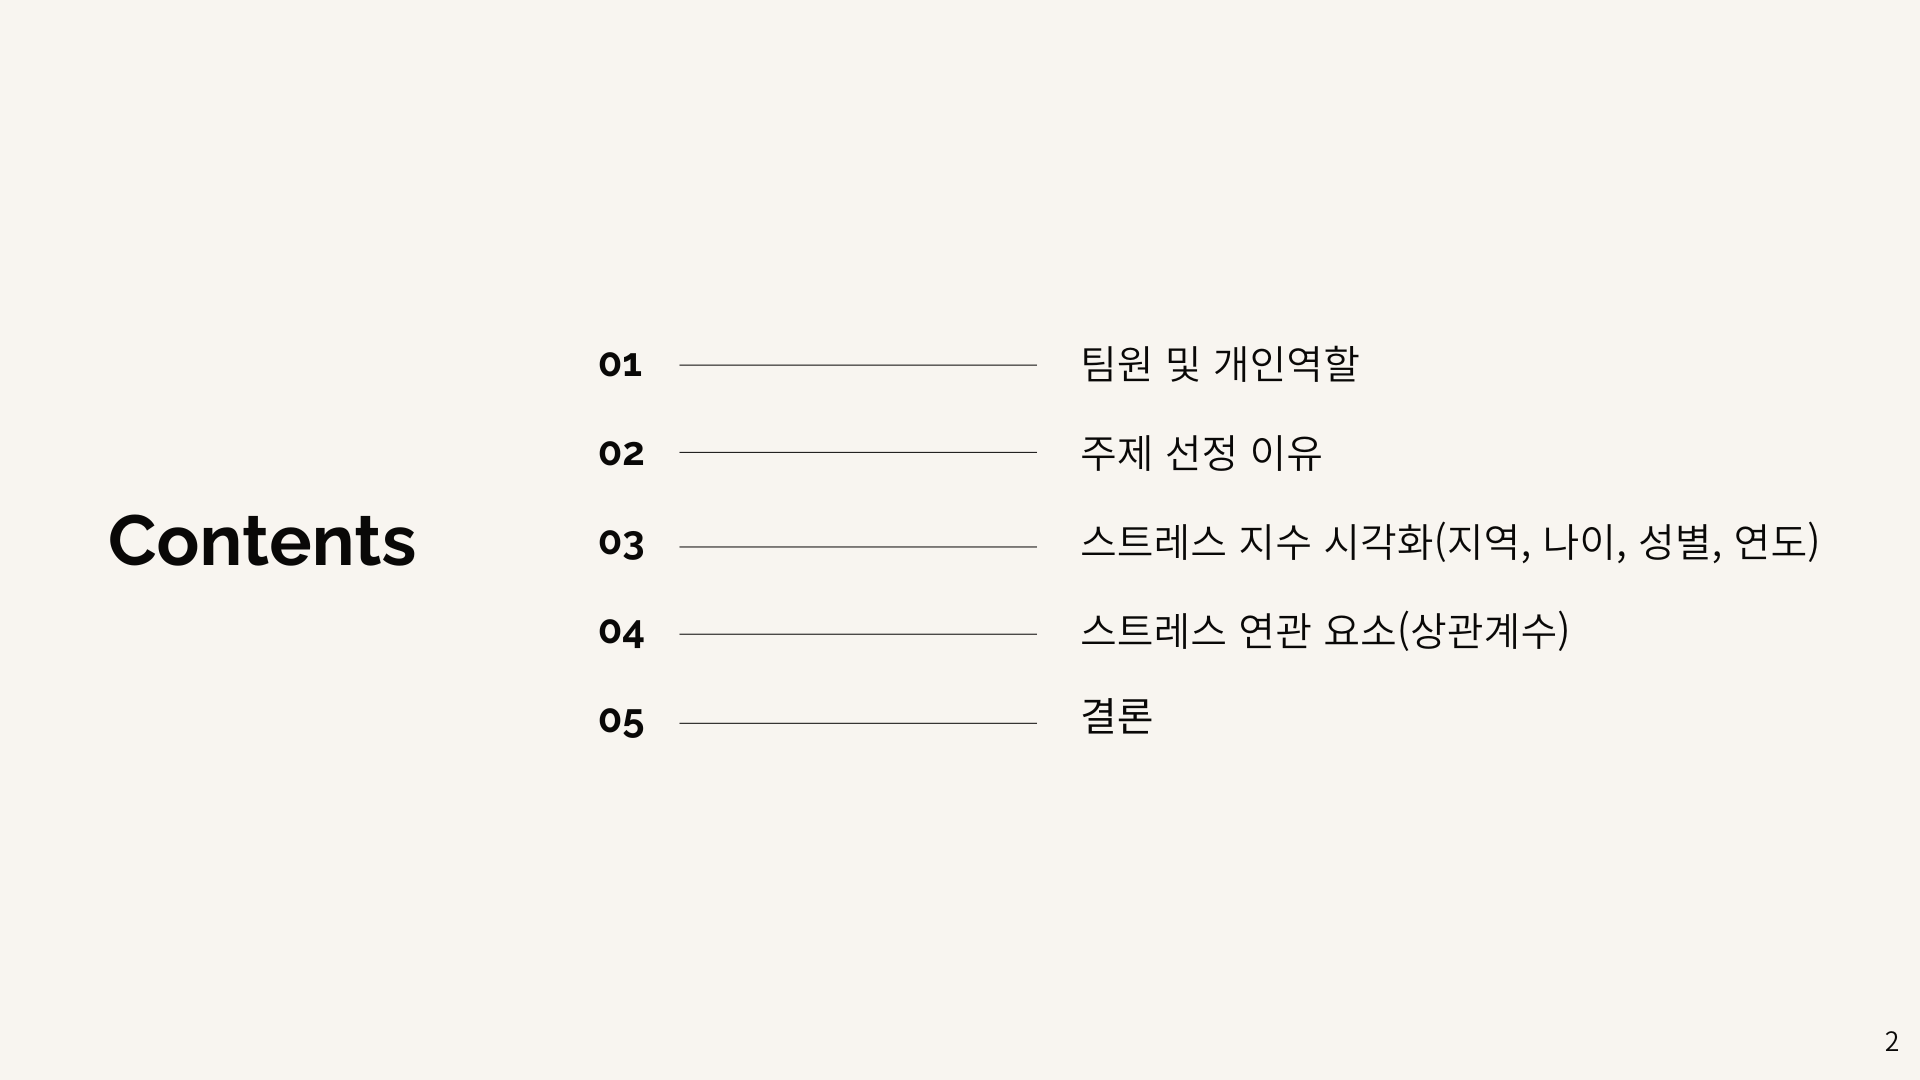 Contents
01 팀원 및 개인역할
02 주제 선정 이유
03 스트레스 지수 시각화(지역, 나이, 성별, 연도)
04 스트레스 연관 요소(상관계수)
05 결론
2